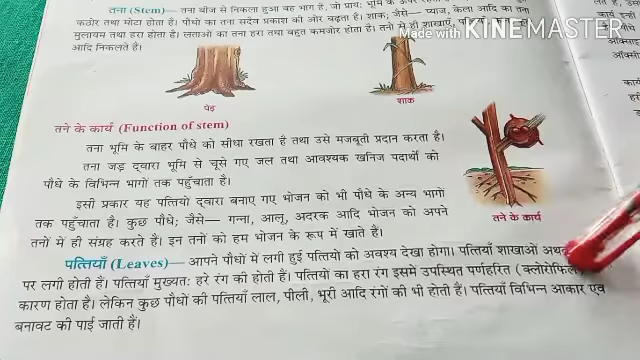 तना (Stem)— तना बीज से निकला हुआ वह भाग है, जो प्राय: भूमि के ऊपर
कठोर तथा मोटा होता है। पौधो का तना सदैव प्रकाश की ओर बढ़ता है। शाक; जैसे— प्याज, केला आदि का तना
मुलायम तथा हरा होता है। लताओं का तना हरा तथा बहुत कमजोर होता है। तनों से ही शाखाएँ,
आदि निकलते हैं।
Made with KINEMASTER
पेड़
शाक
तने के कार्य (Function of stem)
तना भूमि के बाहर पौधे को सीधा रखता है तथा उसे मजबूती प्रदान करता है।
तना जड़ द्वारा भूमि से चूसे गए जल तथा आवश्यक खनिज पदार्थों को
पौधे के विभिन्न भागों तक पहुँचाता है।
इसी प्रकार यह पत्तियों द्वारा बनाए गए भोजन को भी पौधे के अन्य भागों
तक पहुँचाता है। कुछ पौधे; जैसे— गन्ना, आलू, अदरक आदि भोजन को अपने
तनों में ही संग्रह करते हैं। इन तनों को हम भोजन के रूप में खाते हैं।
तने के कार्य
पत्तियाँ (Leaves)— आपने पौधों में लगी हुई पत्तियों को अवश्य देखा होगा। पत्तियाँ शाखाओं
पर लगी होती हैं। पत्तियाँ मुख्यत: हरे रंग की होती हैं। पत्तियों का हरा रंग इसमें उपस्थित पर्णहरित
कारण होता है। लेकिन कुछ पौधों की पत्तियाँ लाल, पीली, भूरी आदि रंगों की भी होती हैं। पत्तियाँ विभिन्न आकार एवं
बनावट की पाई जाती हैं।